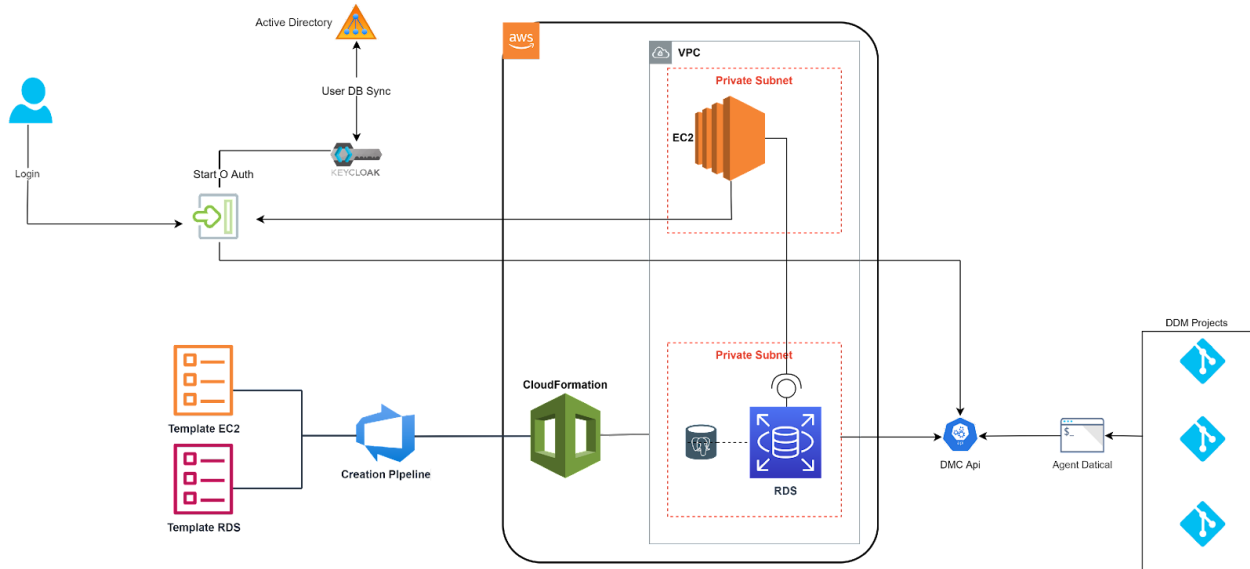 Active Directory
aws
VPC
Private Subnet
User DB Sync
EC2
KEYCLOAK
Login
Start O Auth
DDM Projects
Private Subnet
CloudFormation
Template EC2
$_
DMC Api
Agent Datical
Creation PIpeline
RDS
Template RDS